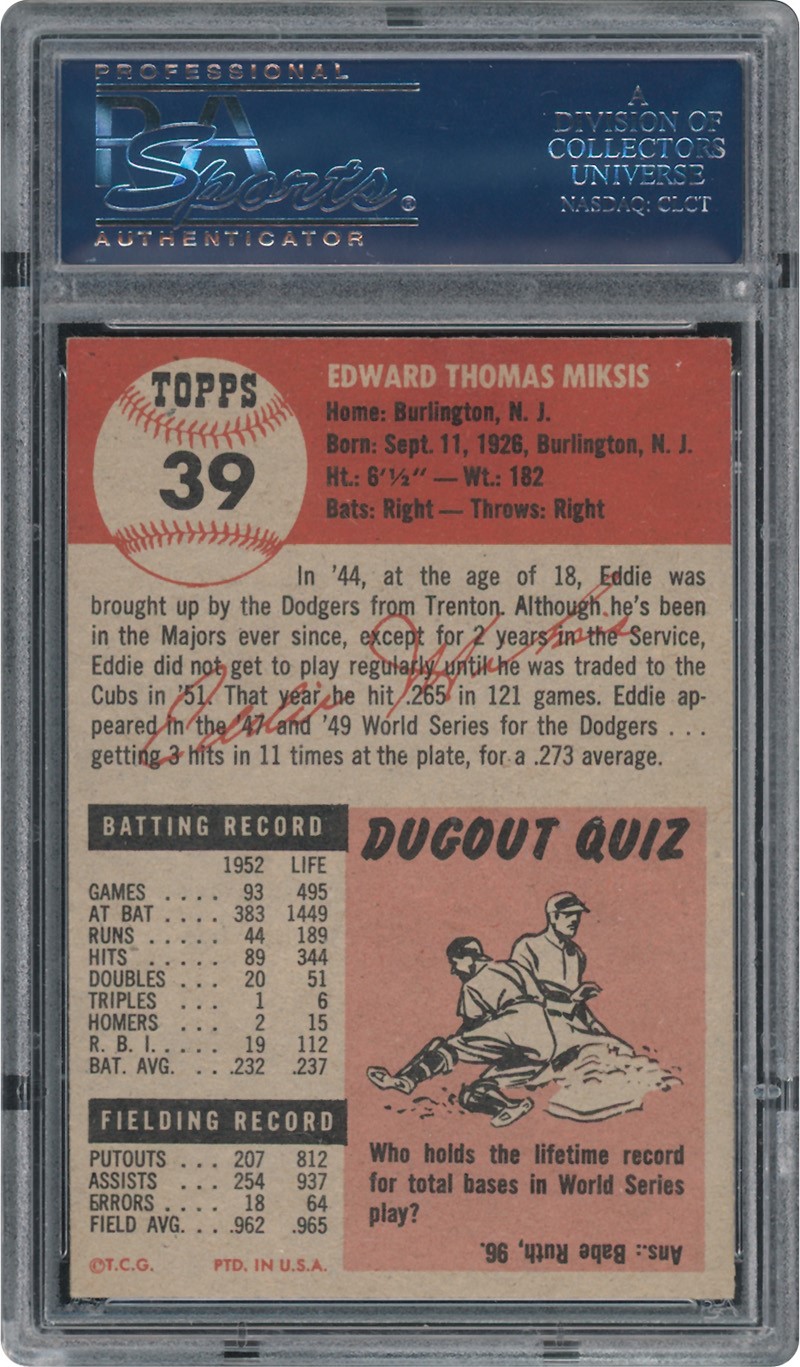 PROFESSIONAL
PSA
Sports®
AUTHENTICATOR
A
DIVISION OF
COLLECTORS
UNIVERSE
NASDAQ: CLCT
TOPPS
39
EDWARD THOMAS MIKSIS
Home: Burlington, N. J.
Born: Sept. 11, 1926, Burlington, N. J.
Ht.: 6'½" — Wt.: 182
Bats: Right — Throws: Right
In '44, at the age of 18, Eddie was
brought up by the Dodgers from Trenton. Although he's been
in the Majors ever since, except for 2 years in the Service,
Eddie did not get to play regularly until he was traded to the
Cubs in '51. That year he hit .265 in 121 games. Eddie ap-
peared in the '47 and '49 World Series for the Dodgers . . .
getting 3 hits in 11 times at the plate, for a .273 average.
Eddie Miksis
BATTING RECORD
1952 LIFE
GAMES . . . . 93 495
AT BAT . . . . 383 1449
RUNS . . . . . 44 189
HITS . . . . . 89 344
DOUBLES . . . 20 51
TRIPLES . . . 1 6
HOMERS . . . 2 15
R. B. I. . . . . 19 112
BAT. AVG. . . .232 .237
FIELDING RECORD
PUTOUTS . . . 207 812
ASSISTS . . . . 254 937
ERRORS . . . . 18 64
FIELD AVG. . . .962 .965
©T.C.G. PTD. IN U.S.A.
DUGOUT QUIZ
Who holds the lifetime record
for total bases in World Series
play?
Ans.: Babe Ruth, 96.